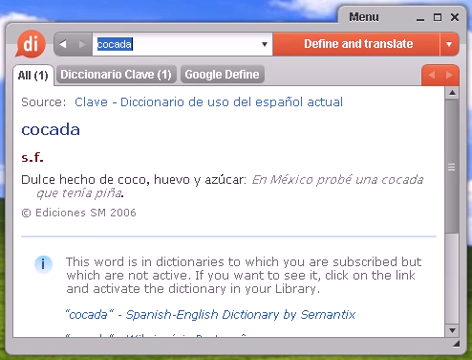 Menu
di
cocada
Define and translate
All (1)
Diccionario Clave (1)
Google Define
Source: Clave - Diccionario de uso del español actual
cocada
s.f.
Dulce hecho de coco, huevo y azúcar: En México probé una cocada
que tenía piña.
© Ediciones SM 2006
i
This word is in dictionaries to which you are subscribed but
which are not active. If you want to see it, click on the link
and activate the dictionary in your Library.
"cocada" - Spanish-English Dictionary by Semantix